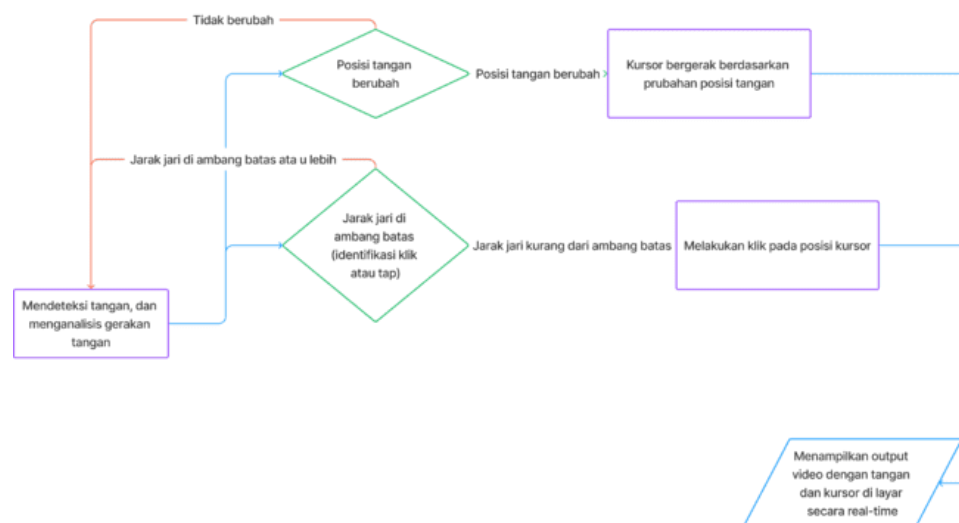 Tidak berubah
Posisi tangan
berubah
Posisi tangan berubah
Kursor bergerak berdasarkan
prubahan posisi tangan
Jarak jari di ambang batas ata u lebih
Jarak jari di
ambang batas
(identifikasi klik
atau tap)
Jarak jari kurang dari ambang batas
Melakukan klik pada posisi kursor
Mendeteksi tangan, dan
menganalisis gerakan
tangan
Menampilkan output
video dengan tangan
dan kursor di layar
secara real-time